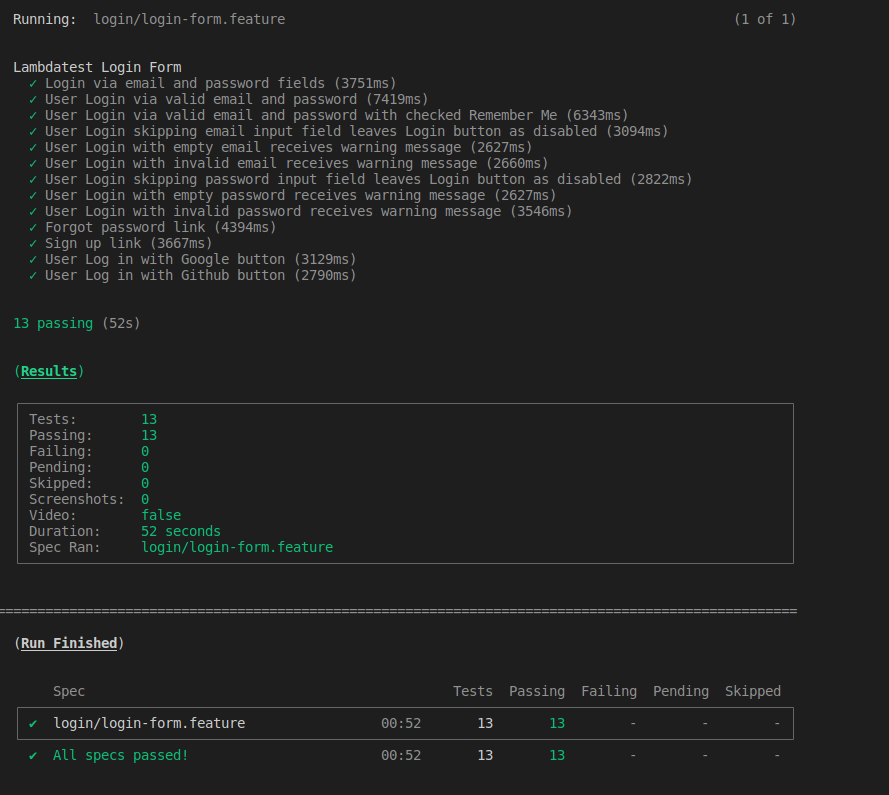 Running:  login/login-form.feature (1 of 1)
Lambdatest Login Form
✓ Login via email and password fields (3751ms)
✓ User Login via valid email and password (7419ms)
✓ User Login via valid email and password with checked Remember Me (6343ms)
✓ User Login skipping email input field leaves Login button as disabled (3094ms)
✓ User Login with empty email receives warning message (2627ms)
✓ User Login with invalid email receives warning message (2660ms)
✓ User Login skipping password input field leaves Login button as disabled (2822ms)
✓ User Login with empty password receives warning message (2627ms)
✓ User Login with invalid password receives warning message (3546ms)
✓ Forgot password link (4394ms)
✓ Sign up link (3667ms)
✓ User Log in with Google button (3129ms)
✓ User Log in with Github button (2790ms)
13 passing (52s)
(Results)
Tests: 13
Passing: 13
Failing: 0
Pending: 0
Skipped: 0
Screenshots: 0
Video: false
Duration: 52 seconds
Spec Ran: login/login-form.feature
====================================================================================================
(Run Finished)
Spec Tests Passing Failing Pending Skipped
✔ login/login-form.feature 00:52 13 13 - - -
✔ All specs passed! 00:52 13 13 - - -